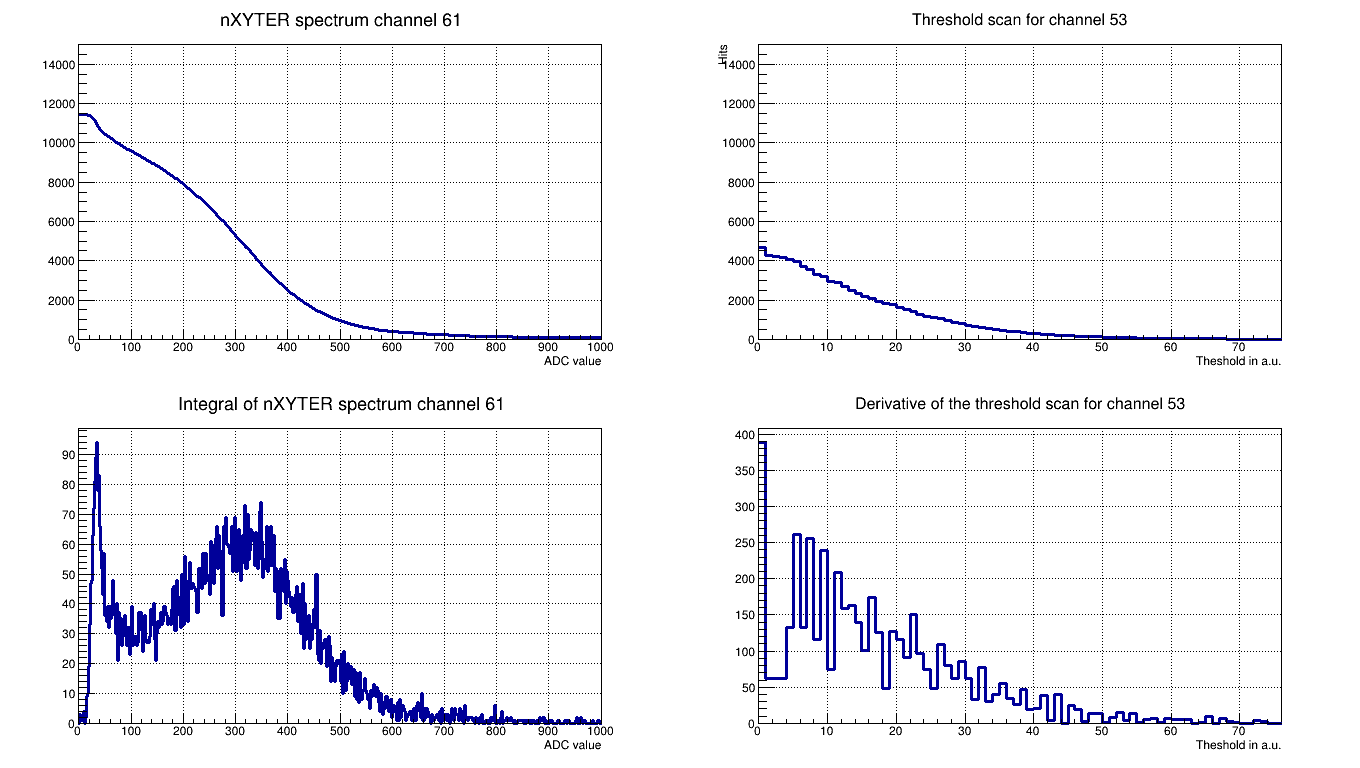 nXYTER spectrum channel 61
14000
12000
10000
8000
6000
4000
2000
0
0 100 200 300 400 500 600 700 800 900 1000
ADC value
Threshold scan for channel 53
Hits
14000
12000
10000
8000
6000
4000
2000
0
0 10 20 30 40 50 60 70
Theshold in a.u.
Integral of nXYTER spectrum channel 61
90
80
70
60
50
40
30
20
10
0
0 100 200 300 400 500 600 700 800 900 1000
ADC value
Derivative of the threshold scan for channel 53
400
350
300
250
200
150
100
50
0
0 10 20 30 40 50 60 70
Theshold in a.u.